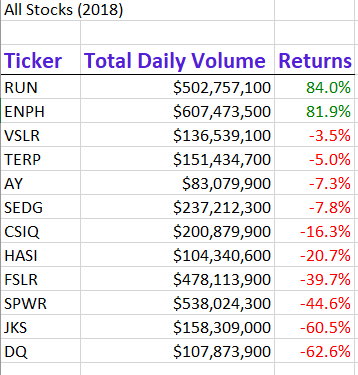 All Stocks (2018)
Ticker Total Daily Volume Returns
RUN $502,757,100 84.0%
ENPH $607,473,500 81.9%
VSLR $136,539,100 -3.5%
TERP $151,434,700 -5.0%
AY $83,079,900 -7.3%
SEDG $237,212,300 -7.8%
CSIQ $200,879,900 -16.3%
HASI $104,340,600 -20.7%
FSLR $478,113,900 -39.7%
SPWR $538,024,300 -44.6%
JKS $158,309,000 -60.5%
DQ $107,873,900 -62.6%